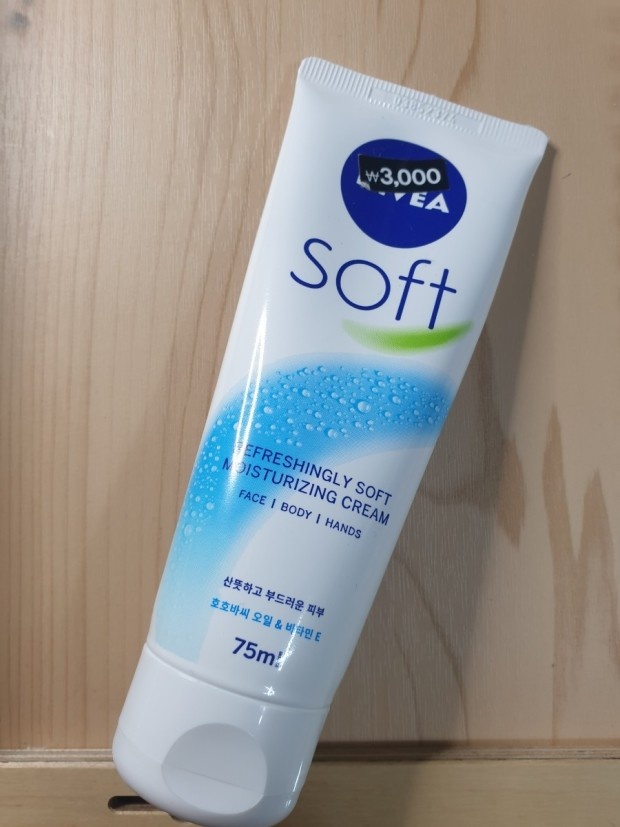 ₩3,000
NIVEA
soft
REFRESHINGLY SOFT
MOISTURIZING CREAM
FACE | BODY | HANDS
산뜻하고 부드러운 피부
호호바씨 오일 & 비타민 E
75ml